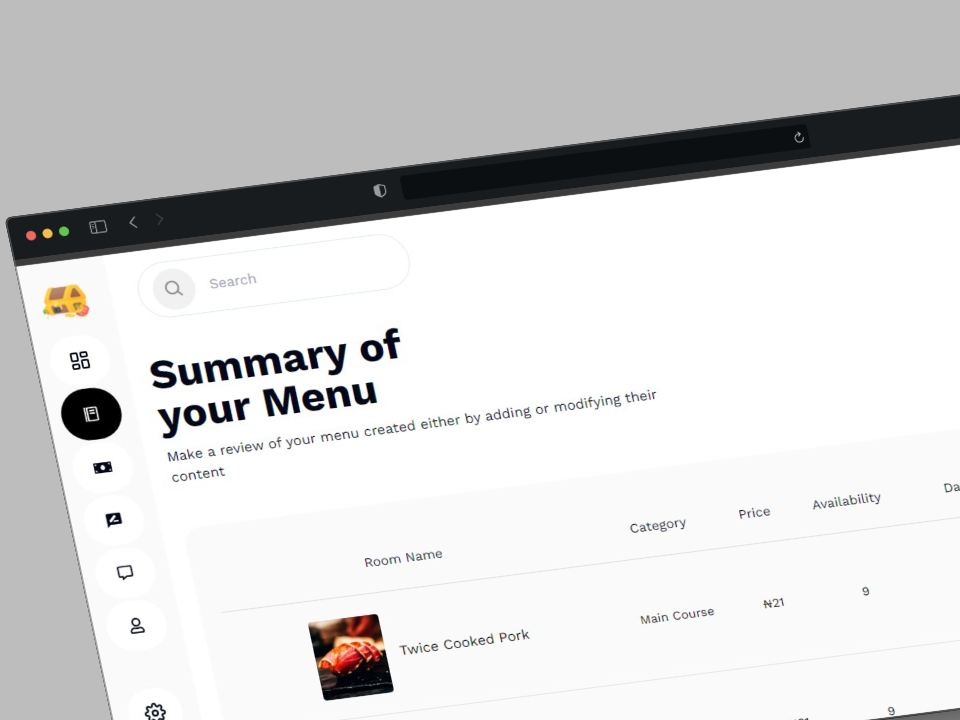 Search
Summary of
your Menu
Make a review of your menu created either by adding or modifying their
content
Room Name Category Price Availability
Twice Cooked Pork Main Course ₦21 9
9